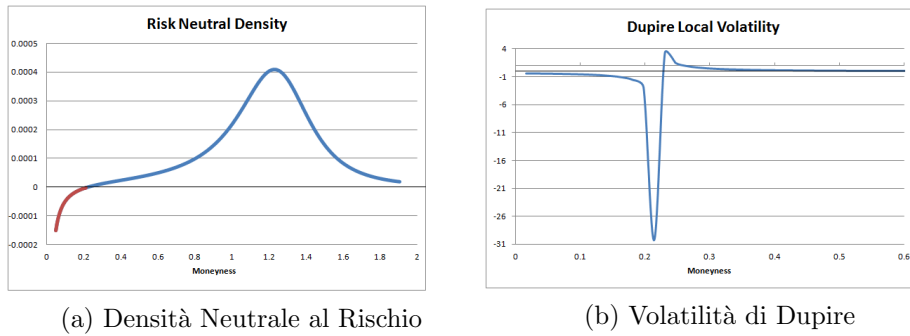 Risk Neutral Density
0.0005
0.0004
0.0003
0.0002
0.0001
0
-0.0001
-0.0002
0 0.2 0.4 0.6 0.8 1 1.2 1.4 1.6 1.8 2
Moneyness
(a) Densità Neutrale al Rischio
Dupire Local Volatility
4
-1
-6
-11
-16
-21
-26
-31
0 0.1 0.2 0.3 0.4 0.5 0.6
Moneyness
(b) Volatilità di Dupire